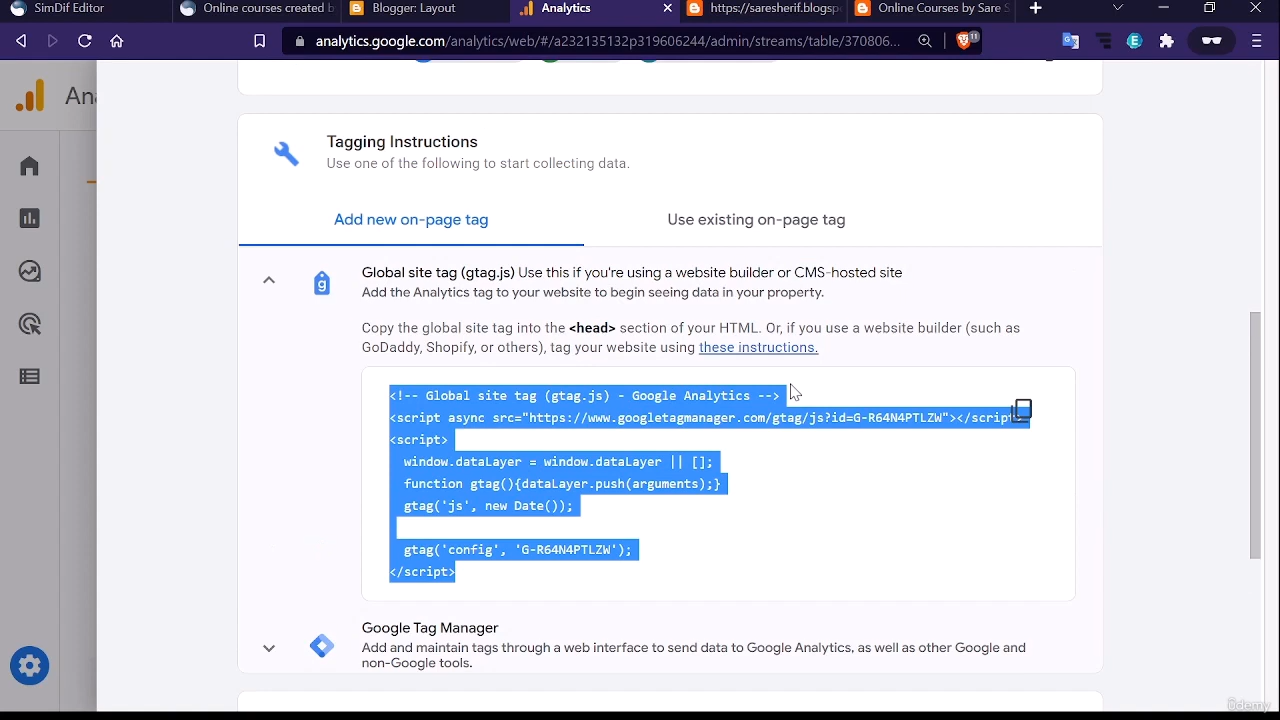 SimDif Editor
Online courses created b
Blogger: Layout
Analytics
https://saresherif.blogspo
Online Courses by Sare S
analytics.google.com/analytics/web/#/a232135132p319606244/admin/streams/table/370806...
11
Ana
Tagging Instructions
Use one of the following to start collecting data.
Add new on-page tag
Use existing on-page tag
Global site tag (gtag.js) Use this if you're using a website builder or CMS-hosted site
Add the Analytics tag to your website to begin seeing data in your property.
Copy the global site tag into the <head> section of your HTML. Or, if you use a website builder (such as
GoDaddy, Shopify, or others), tag your website using these instructions.
<!-- Global site tag (gtag.js) - Google Analytics -->
<script async src="https://www.googletagmanager.com/gtag/js?id=G-R64N4PTLZW"></script>
<script>
window.dataLayer = window.dataLayer || [];
function gtag(){dataLayer.push(arguments);}
gtag('js', new Date());
gtag('config', 'G-R64N4PTLZW');
</script>
Google Tag Manager
Add and maintain tags through a web interface to send data to Google Analytics, as well as other Google and
non-Google tools.
Udemy